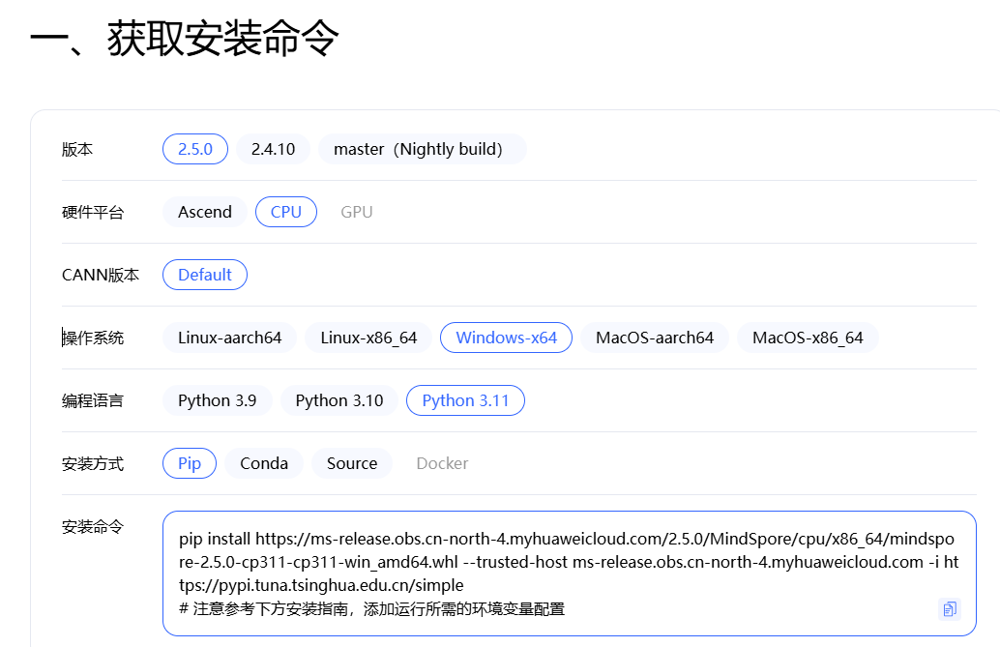 一、获取安装命令
版本 2.5.0 2.4.10 master（Nightly build）
硬件平台 Ascend CPU GPU
CANN版本 Default
操作系统 Linux-aarch64 Linux-x86_64 Windows-x64 MacOS-aarch64 MacOS-x86_64
编程语言 Python 3.9 Python 3.10 Python 3.11
安装方式 Pip Conda Source Docker
安装命令 pip install https://ms-release.obs.cn-north-4.myhuaweicloud.com/2.5.0/MindSpore/cpu/x86_64/mindspo
re-2.5.0-cp311-cp311-win_amd64.whl --trusted-host ms-release.obs.cn-north-4.myhuaweicloud.com -i ht
tps://pypi.tuna.tsinghua.edu.cn/simple
# 注意参考下方安装指南，添加运行所需的环境变量配置